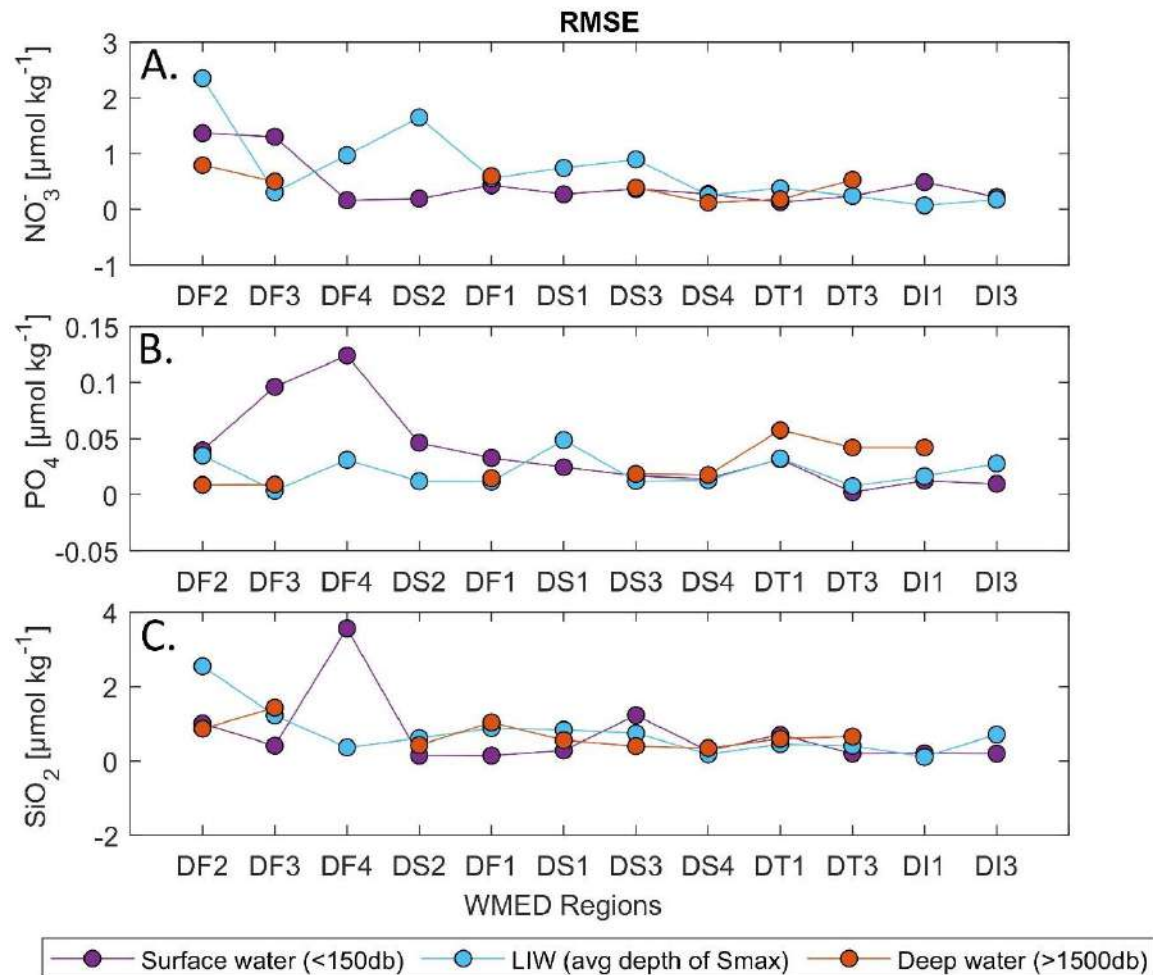 RMSE
A.
NO₃⁻ [µmol kg⁻¹]
3
2
1
0
-1
DF2 DF3 DF4 DS2 DF1 DS1 DS3 DS4 DT1 DT3 DI1 DI3
B.
PO₄ [µmol kg⁻¹]
0.15
0.1
0.05
0
-0.05
DF2 DF3 DF4 DS2 DF1 DS1 DS3 DS4 DT1 DT3 DI1 DI3
C.
SiO₂ [µmol kg⁻¹]
4
2
0
-2
DF2 DF3 DF4 DS2 DF1 DS1 DS3 DS4 DT1 DT3 DI1 DI3
WMED Regions
Surface water (<150db) LIW (avg depth of Smax) Deep water (>1500db)